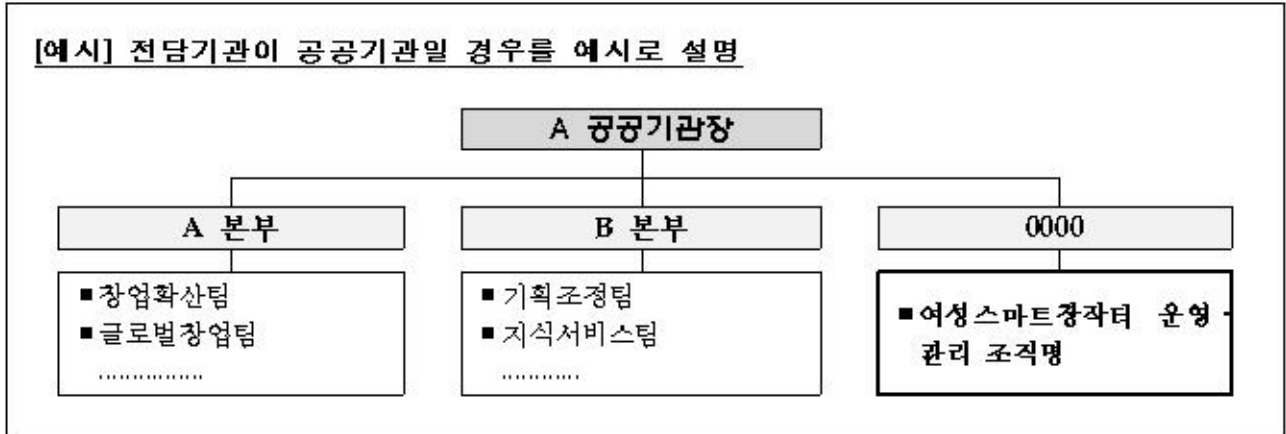 [예시] 전담기관이 공공기관일 경우를 예시로 설명
A 공공기관장
A 본부
B 본부
0000
■창업확산팀
■글로벌창업팀
................
■기획조정팀
■지식서비스팀
............
■여성스마트창작터 운영·
관리 조직명